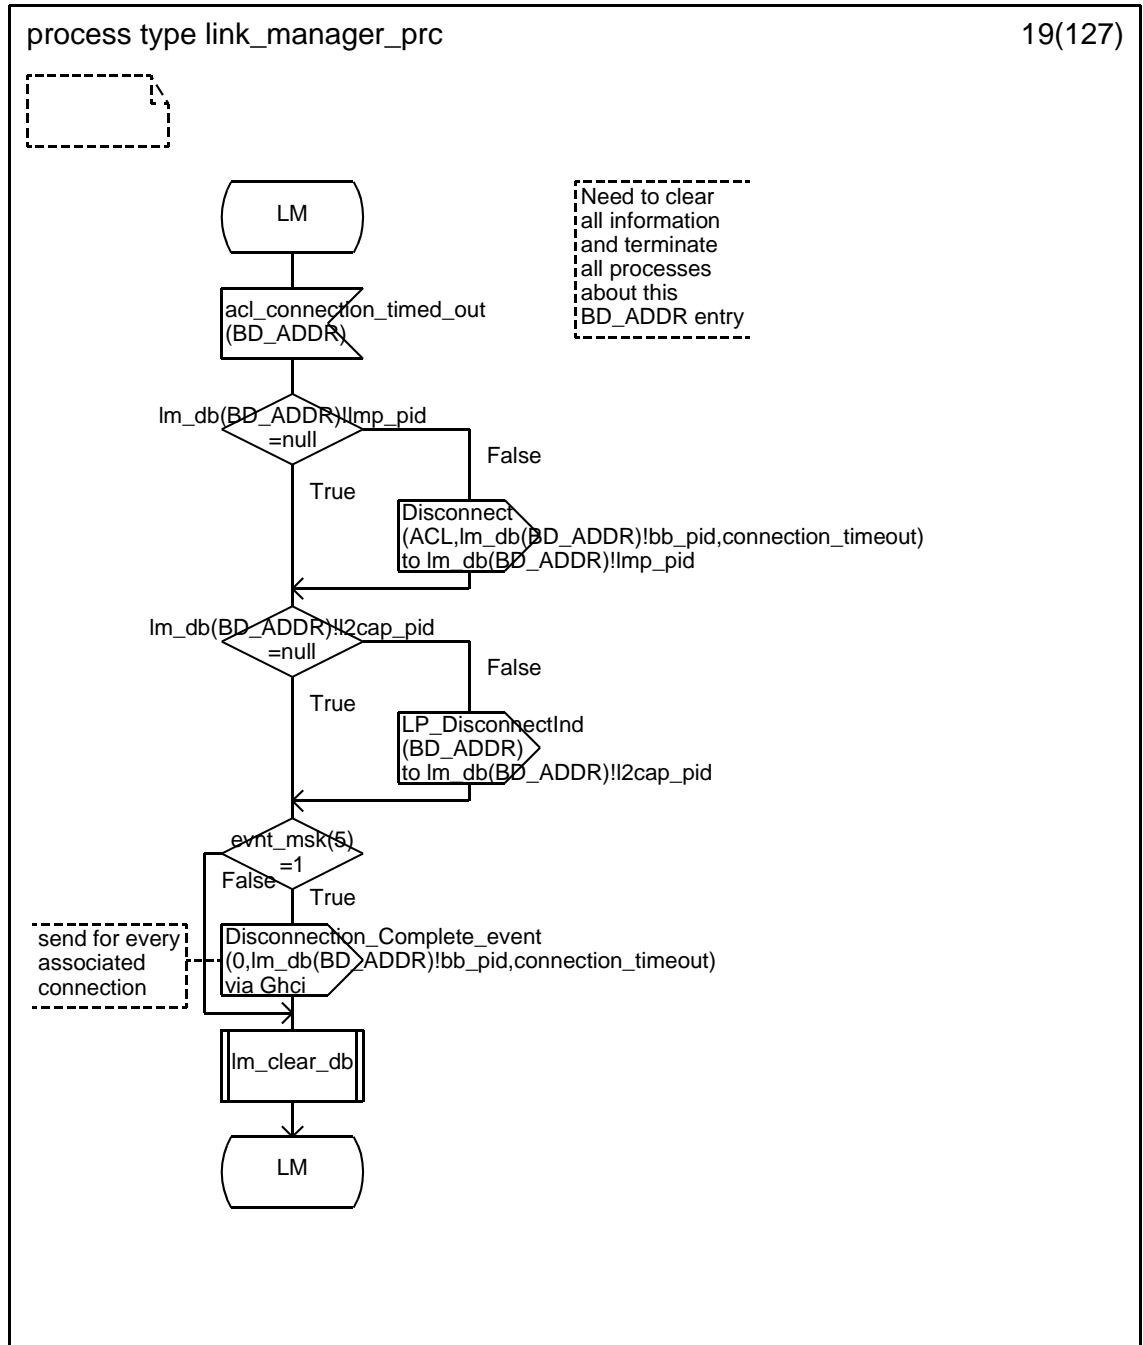 process type link_manager_prc
19(127)
LM
Need to clear
all information
and terminate
all processes
about this
BD_ADDR entry
acl_connection_timed_out
(BD_ADDR)
lm_db(BD_ADDR)!lmp_pid
=null
False
True
Disconnect
(ACL,lm_db(BD_ADDR)!bb_pid,connection_timeout)
to lm_db(BD_ADDR)!lmp_pid
lm_db(BD_ADDR)!l2cap_pid
=null
False
True
LP_DisconnectInd
(BD_ADDR)
to lm_db(BD_ADDR)!l2cap_pid
evnt_msk(5)
=1
False
True
send for every
associated
connection
Disconnection_Complete_event
(0,lm_db(BD_ADDR)!bb_pid,connection_timeout)
via Ghci
lm_clear_db
LM